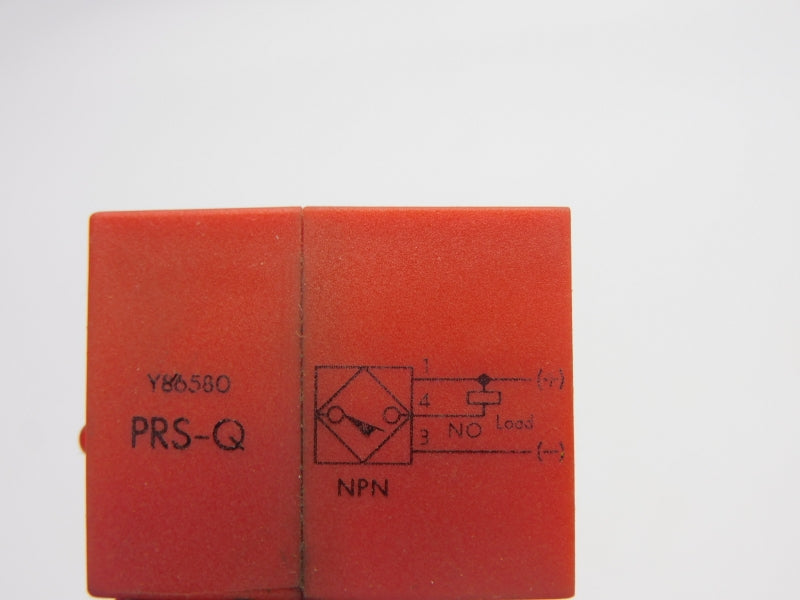 Y86580
PRS-Q
1
(+)
4
NO
Load
3
(-)
NPN